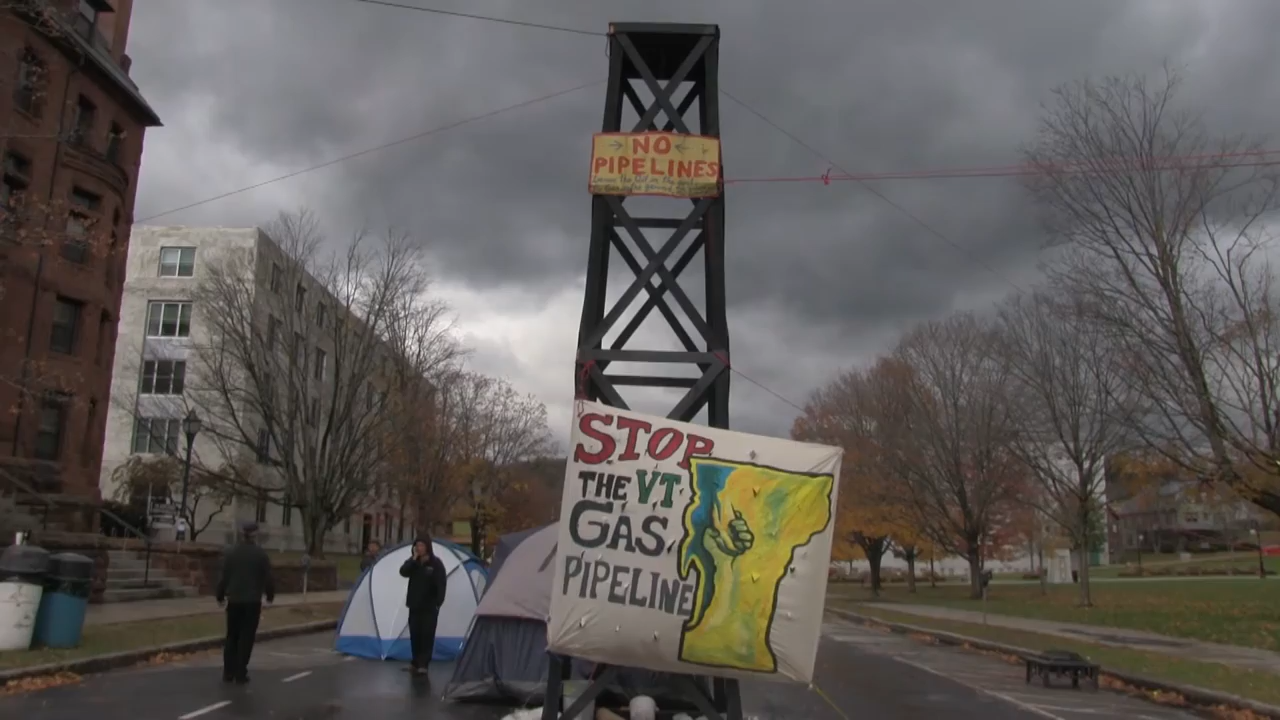 NO
PIPELINES
STOP
THE VT
GAS
PIPELINE